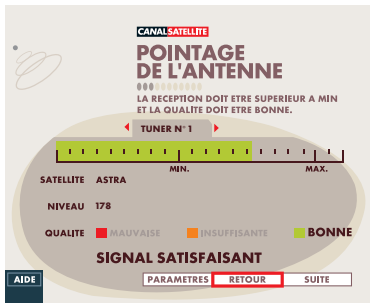 CANALSATELLITE
POINTAGE
DE L'ANTENNE
LA RECEPTION DOIT ETRE SUPERIEUR A MIN
ET LA QUALITE DOIT ETRE BONNE.
TUNER N° 1
MIN. MAX.
SATELLITE ASTRA
NIVEAU 178
QUALITE MAUVAISE INSUFFISANTE BONNE
SIGNAL SATISFAISANT
AIDE PARAMETRES RETOUR SUITE